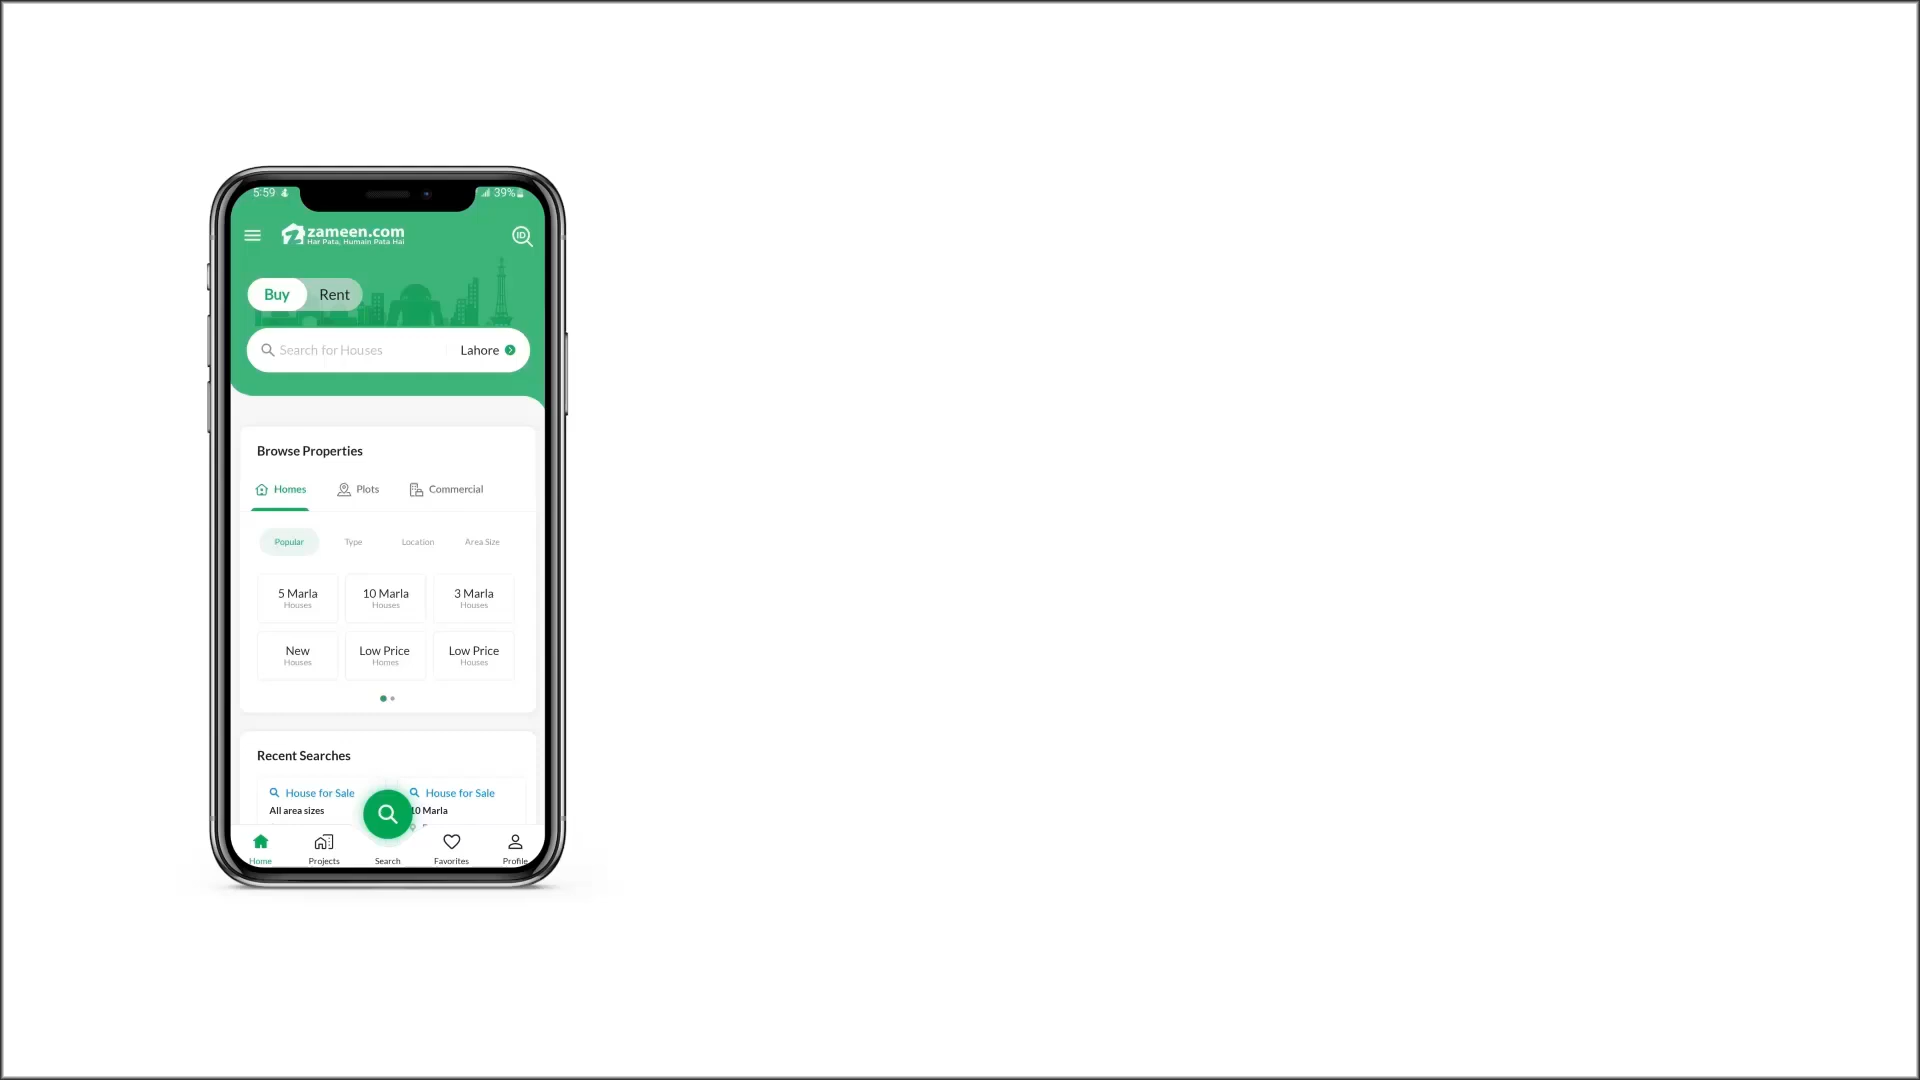 5:59
39%
zameen.com
Har Pata, Humain Pata Hai
ID
Buy Rent
Search for Houses Lahore
Browse Properties
Homes Plots Commercial
Popular Type Location Area Size
5 Marla 10 Marla 3 Marla
Houses Houses Houses
New Low Price Low Price
Houses Homes Houses
Recent Searches
House for Sale House for Sale
All area sizes 10 Marla
Home Projects Search Favorites Profile